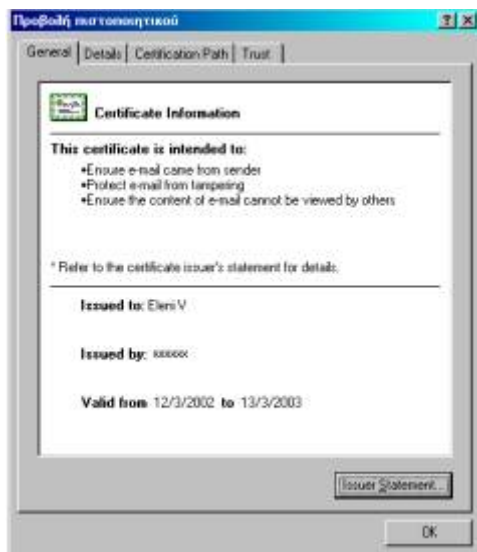 Προβολή πιστοποιητικού
General Details Certification Path Trust
Certificate Information
This certificate is intended to:
•Ensure e-mail came from sender
•Protect e-mail from tampering
•Ensure the content of e-mail cannot be viewed by others
* Refer to the certificate issuer's statement for details.
Issued to: Eleni V
Issued by: xxxxxx
Valid from 12/3/2002 to 13/3/2003
Issuer Statement...
OK